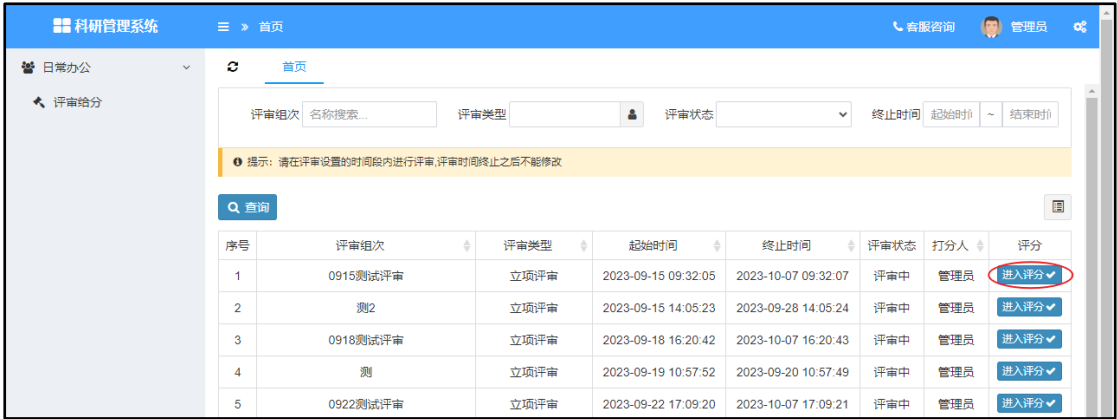 科研管理系统 首页 客服咨询 管理员
日常办公 首页
评审给分
评审组次 名称搜索... 评审类型 评审状态 终止时间 起始时间 ~ 结束时间
提示：请在评审设置的时间段内进行评审,评审时间终止之后不能修改
查询
序号 评审组次 评审类型 起始时间 终止时间 评审状态 打分人 评分
1 0915测试评审 立项评审 2023-09-15 09:32:05 2023-10-07 09:32:07 评审中 管理员 进入评分
2 测2 立项评审 2023-09-15 14:05:23 2023-09-28 14:05:24 评审中 管理员 进入评分
3 0918测试评审 立项评审 2023-09-18 16:20:42 2023-10-07 16:20:43 评审中 管理员 进入评分
4 测 立项评审 2023-09-19 10:57:52 2023-09-20 10:57:49 评审中 管理员 进入评分
5 0922测试评审 立项评审 2023-09-22 17:09:20 2023-10-07 17:09:21 评审中 管理员 进入评分